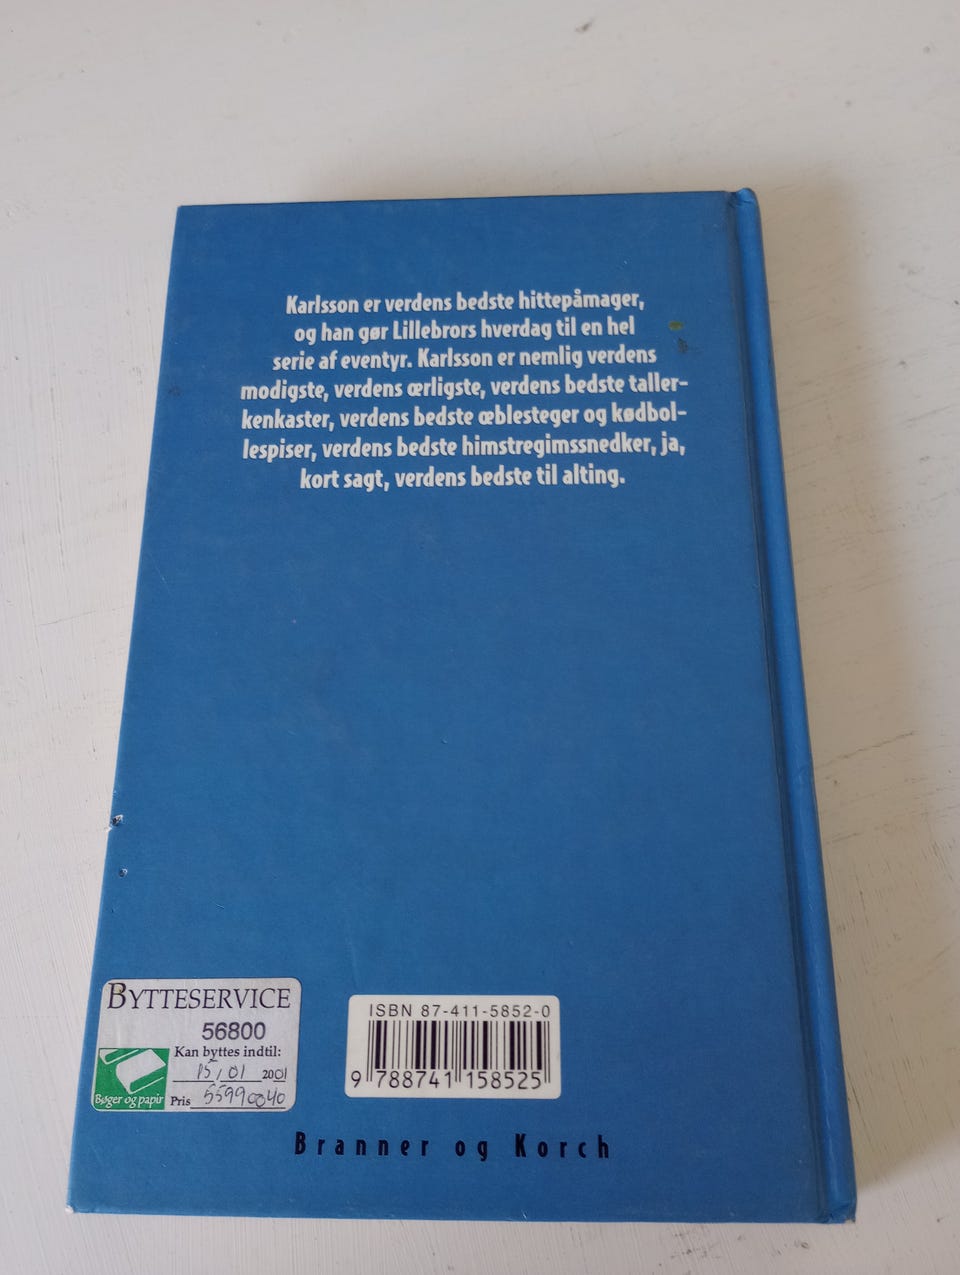 Karlsson er verdens bedste hittepåmager,
og han gør Lillebrors hverdag til en hel
serie af eventyr. Karlsson er nemlig verdens
modigste, verdens ærligste, verdens bedste taller-
kenkaster, verdens bedste æblesteger og kødbol-
lespiser, verdens bedste himstregimssnedker, ja,
kort sagt, verdens bedste til alting.
BYTTESERVICE
56800
Kan byttes indtil:
15/01 2001
Bøger og papir
Pris 55990040
ISBN 87-411-5852-0
9 788741 158525
Branner og Korch